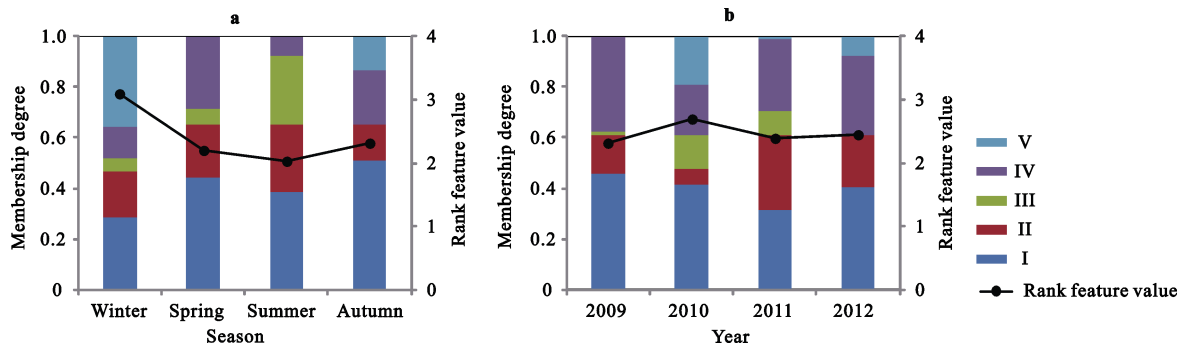 a
1.0
0.8
0.6
0.4
0.2
0
Membership degree
4
3
2
1
0
Rank feature value
Winter Spring Summer Autumn
Season
b
1.0
0.8
0.6
0.4
0.2
0
Membership degree
4
3
2
1
0
Rank feature value
2009 2010 2011 2012
Year
V
IV
III
II
I
Rank feature value